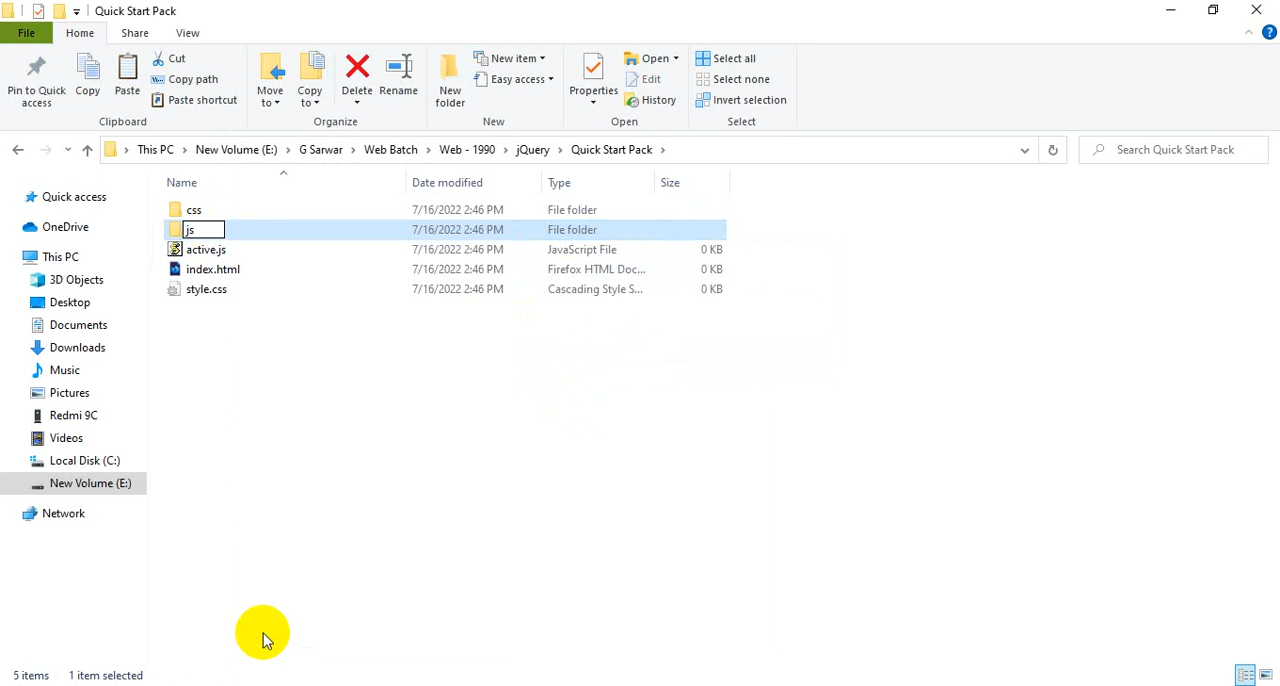 Quick Start Pack
File Home Share View
Pin to Quick access
Copy
Paste
Cut
Copy path
Paste shortcut
Clipboard
Move to
Copy to
Delete
Rename
Organize
New folder
New item
Easy access
New
Properties
Open
Edit
History
Open
Select all
Select none
Invert selection
Select
This PC New Volume (E:) G Sarwar Web Batch Web - 1990 jQuery Quick Start Pack
Search Quick Start Pack
Name Date modified Type Size
css 7/16/2022 2:46 PM File folder
js 7/16/2022 2:46 PM File folder
active.js 7/16/2022 2:46 PM JavaScript File 0 KB
index.html 7/16/2022 2:46 PM Firefox HTML Doc... 0 KB
style.css 7/16/2022 2:46 PM Cascading Style S... 0 KB
Quick access
OneDrive
This PC
3D Objects
Desktop
Documents
Downloads
Music
Pictures
Redmi 9C
Videos
Local Disk (C:)
New Volume (E:)
Network
5 items 1 item selected